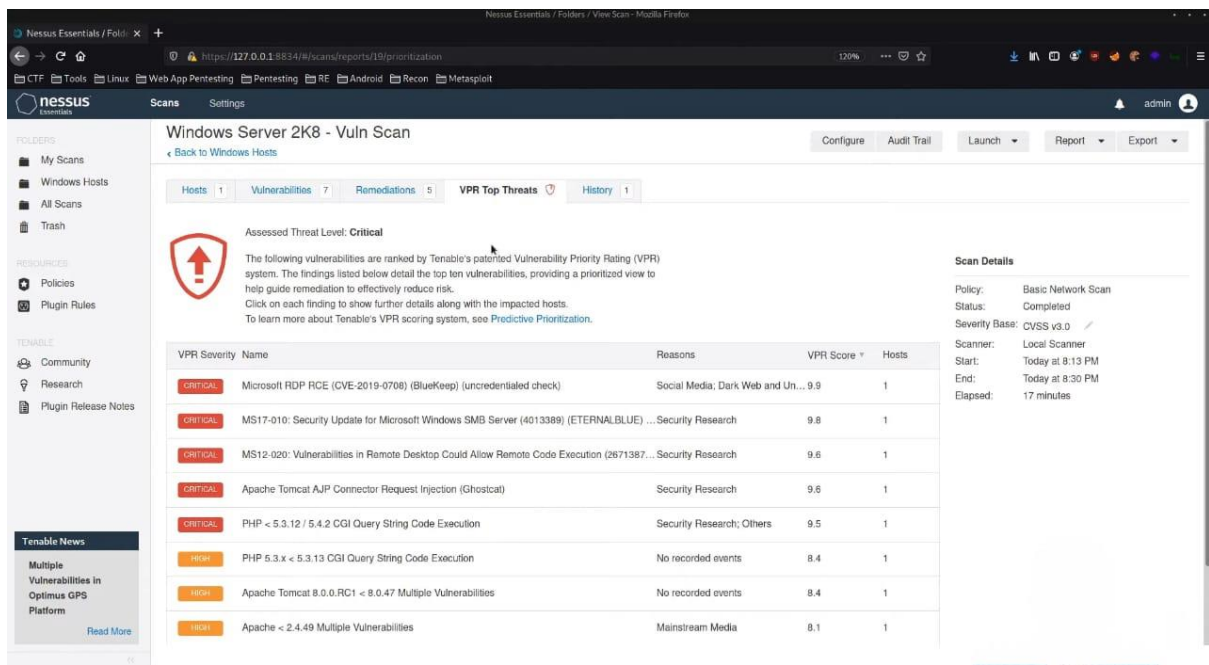 Nessus Essentials / Folders / View Scan - Mozilla Firefox
Nessus Essentials / Folde
https://127.0.0.1:8834/#/scans/reports/19/prioritization
120%
CTF Tools Linux Web App Pentesting Pentesting RE Android Recon Metasploit
nessus Essentials
Scans Settings
admin
FOLDERS
My Scans
Windows Hosts
All Scans
Trash
RESOURCES
Policies
Plugin Rules
TENABLE
Community
Research
Plugin Release Notes
Tenable News
Multiple
Vulnerabilities in
Optimus GPS
Platform
Read More
Windows Server 2K8 - Vuln Scan
Back to Windows Hosts
Configure Audit Trail Launch Report Export
Hosts 1 Vulnerabilities 7 Remediations 5 VPR Top Threats History 1
Assessed Threat Level: Critical
The following vulnerabilities are ranked by Tenable's patented Vulnerability Priority Rating (VPR)
system. The findings listed below detail the top ten vulnerabilities, providing a prioritized view to
help guide remediation to effectively reduce risk.
Click on each finding to show further details along with the impacted hosts.
To learn more about Tenable's VPR scoring system, see Predictive Prioritization.
VPR Severity Name Reasons VPR Score Hosts
CRITICAL Microsoft RDP RCE (CVE-2019-0708) (BlueKeep) (uncredentialed check) Social Media; Dark Web and Un... 9.9 1
CRITICAL MS17-010: Security Update for Microsoft Windows SMB Server (4013389) (ETERNALBLUE) ... Security Research 9.8 1
CRITICAL MS12-020: Vulnerabilities in Remote Desktop Could Allow Remote Code Execution (2671387... Security Research 9.6 1
CRITICAL Apache Tomcat AJP Connector Request Injection (Ghostcat) Security Research 9.6 1
CRITICAL PHP < 5.3.12 / 5.4.2 CGI Query String Code Execution Security Research; Others 9.5 1
HIGH PHP 5.3.x < 5.3.13 CGI Query String Code Execution No recorded events 8.4 1
HIGH Apache Tomcat 8.0.0.RC1 < 8.0.47 Multiple Vulnerabilities No recorded events 8.4 1
HIGH Apache < 2.4.49 Multiple Vulnerabilities Mainstream Media 8.1 1
Scan Details
Policy: Basic Network Scan
Status: Completed
Severity Base: CVSS v3.0
Scanner: Local Scanner
Start: Today at 8:13 PM
End: Today at 8:30 PM
Elapsed: 17 minutes